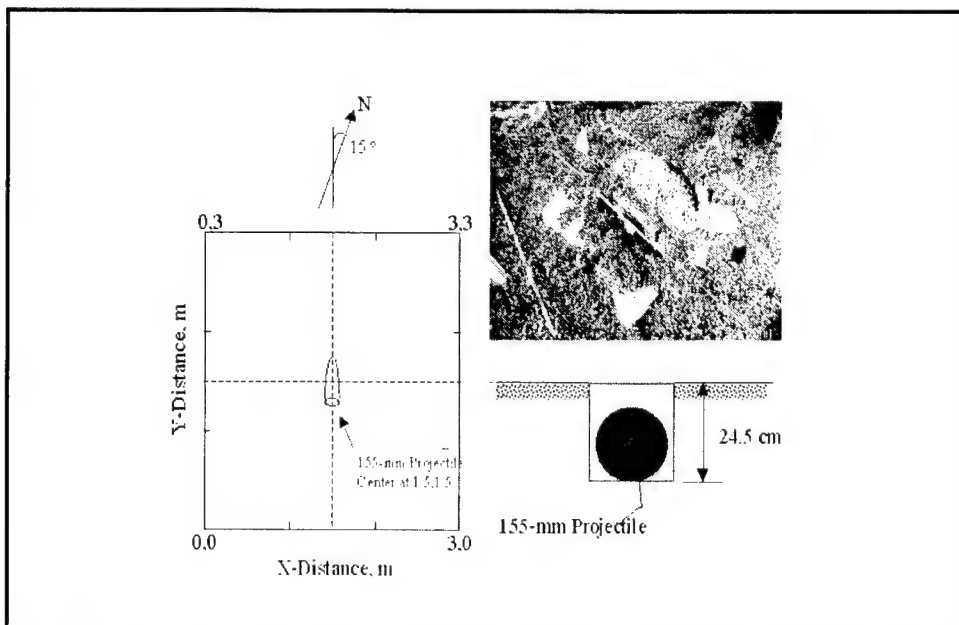 N
15°
0.3
3.3
Y-Distance, m
155-mm Projectile
Center at 1.5,1.5
0.0
3.0
X-Distance, m
24.5 cm
155-mm Projectile